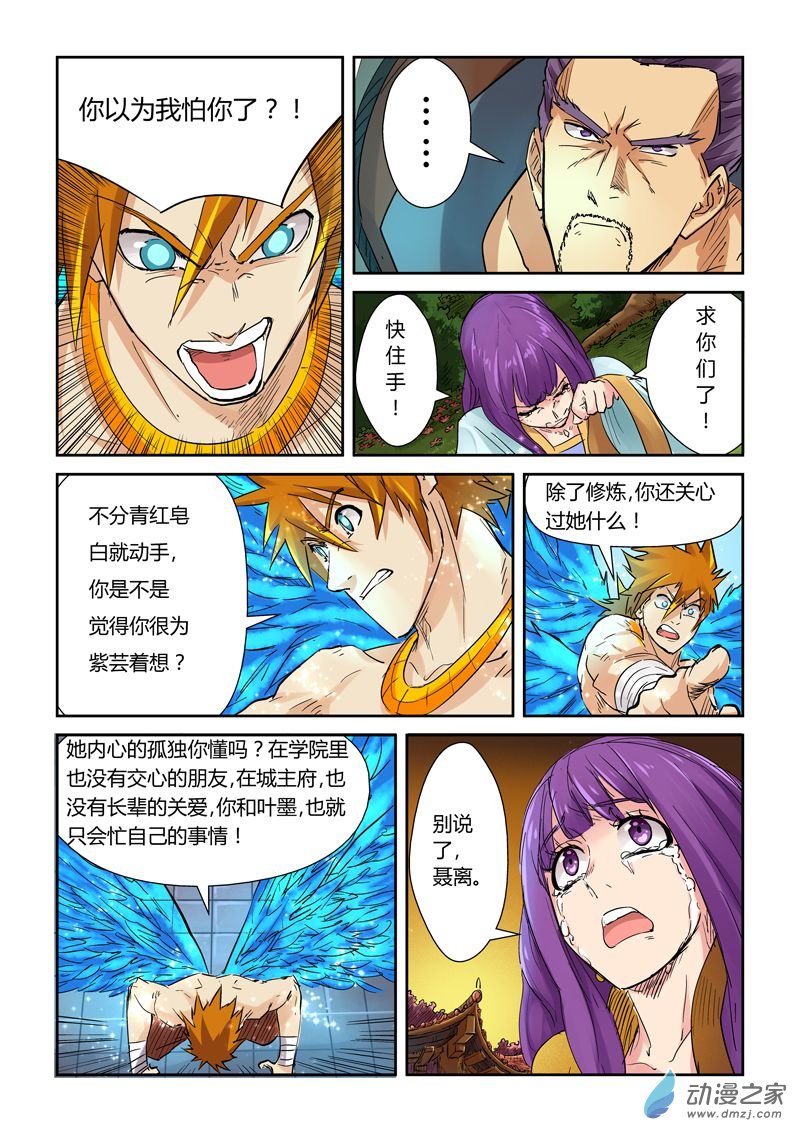 你以为我怕你了？！
……
求你们了！
快住手！
不分青红皂
白就动手，
你是不是
觉得你很为
紫芸着想？
除了修炼，你还关心
过她什么！
她内心的孤独你懂吗？在学院里
也没有交心的朋友，在城主府，也
没有长辈的关爱，你和叶墨，也就
只会忙自己的事情！
别说
了，
聂离。
动漫之家
www.dmzj.com